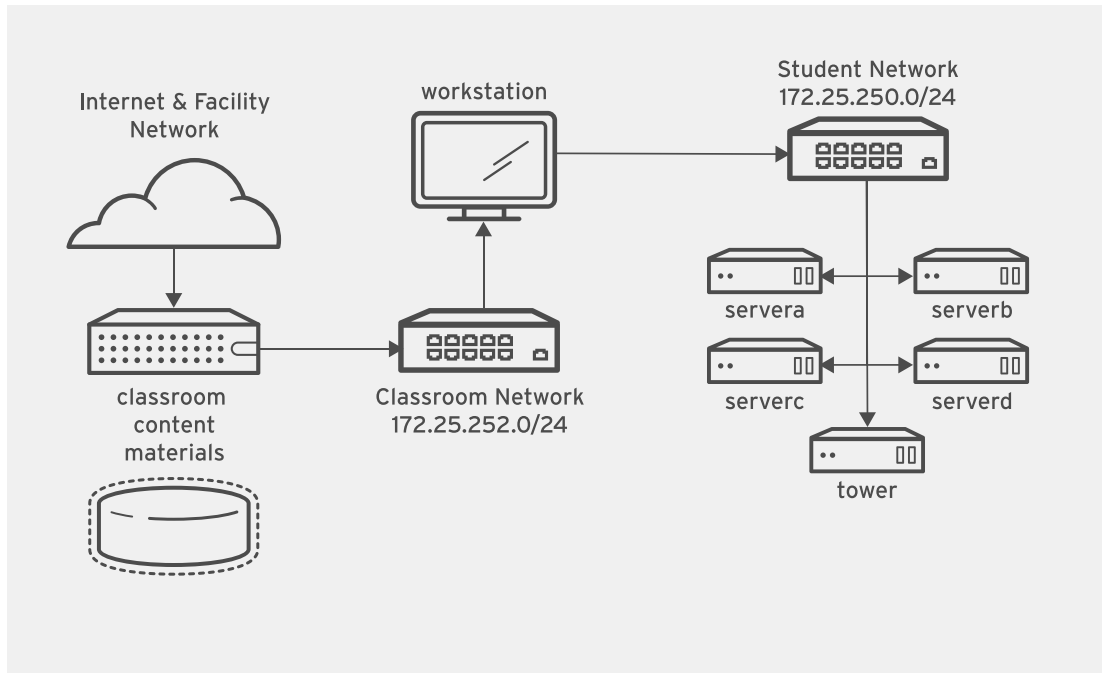 Internet & Facility
Network
workstation
Student Network
172.25.250.0/24
servera
serverb
serverc
serverd
tower
classroom
content
materials
Classroom Network
172.25.252.0/24